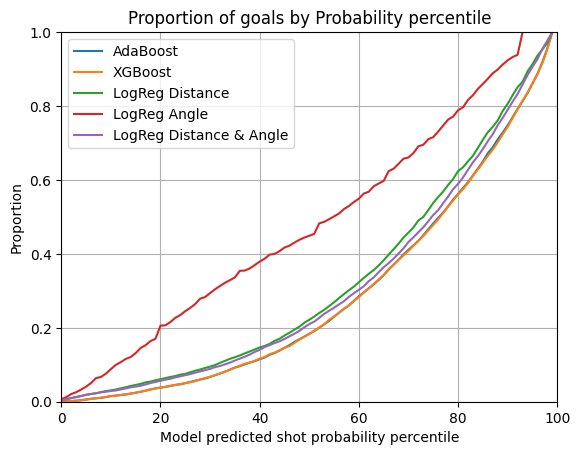 Proportion of goals by Probability percentile
1.0
0.8
0.6
0.4
0.2
0.0
Proportion
AdaBoost
XGBoost
LogReg Distance
LogReg Angle
LogReg Distance & Angle
0 20 40 60 80 100
Model predicted shot probability percentile